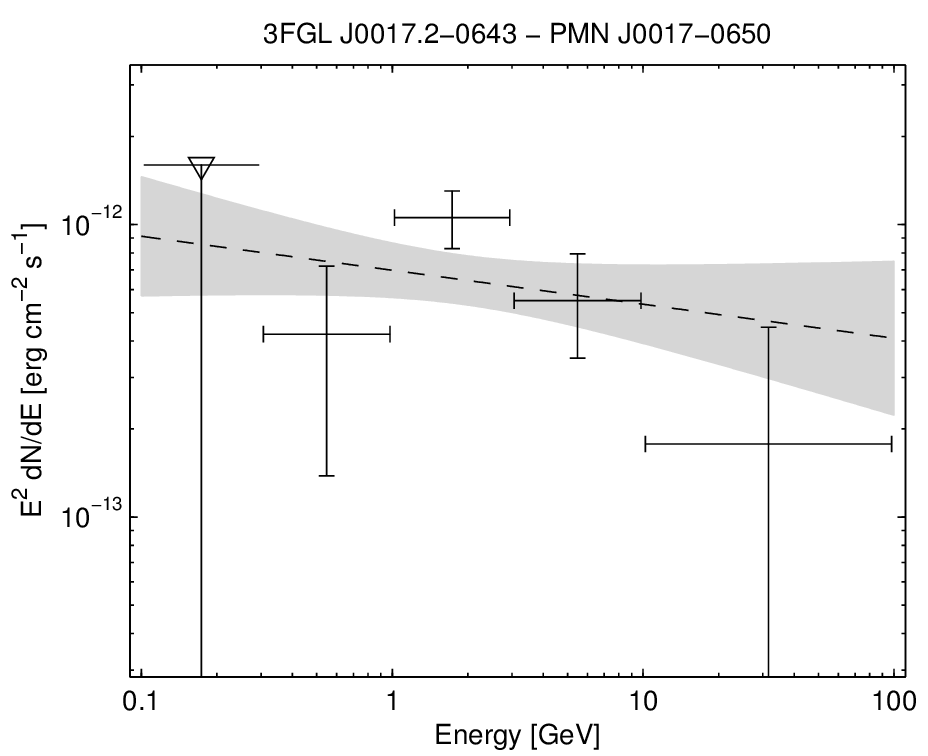 3FGL J0017.2−0643 − PMN J0017−0650
E² dN/dE [erg cm⁻² s⁻¹]
10⁻¹²
10⁻¹³
0.1 1 10 100
Energy [GeV]